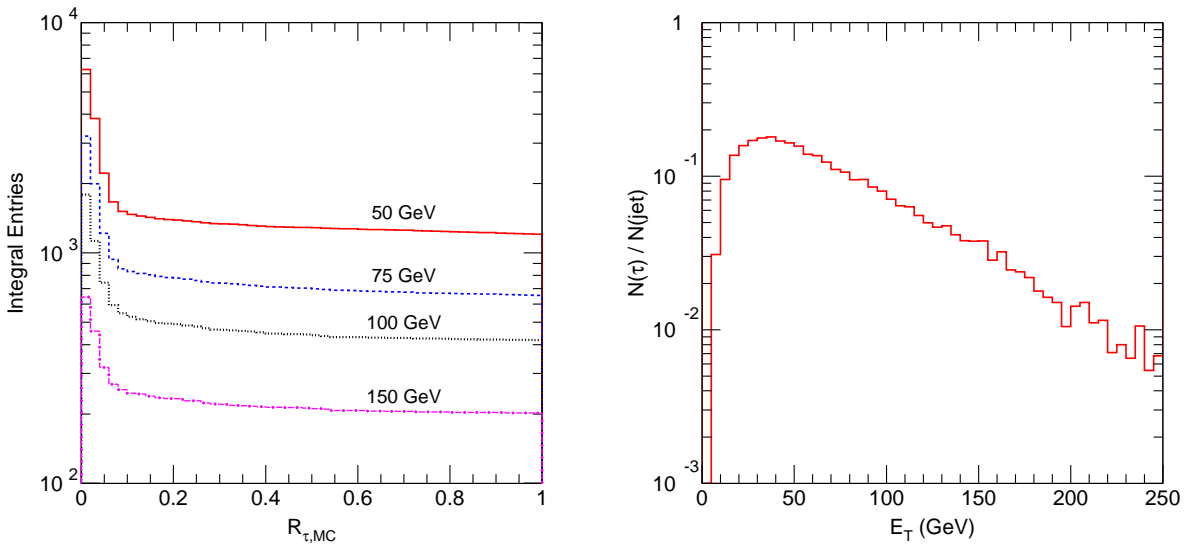 10^4
10^3
10^2
Integral Entries
50 GeV
75 GeV
100 GeV
150 GeV
0 0.2 0.4 0.6 0.8 1
R_{τ,MC}
1
10^{-1}
10^{-2}
10^{-3}
N(τ) / N(jet)
0 50 100 150 200 250
E_T (GeV)